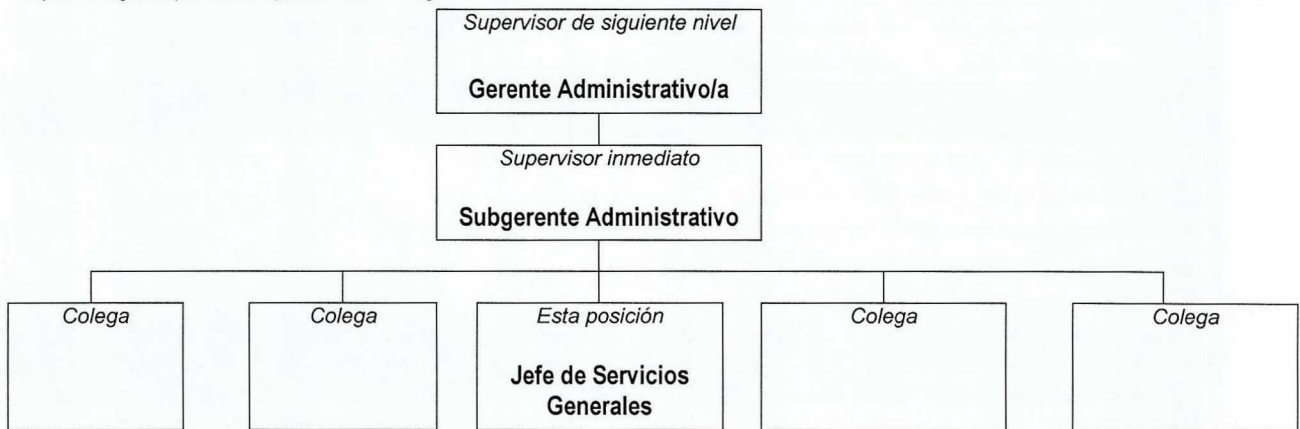 Supervisor de siguiente nivel
Gerente Administrativo/a
Supervisor inmediato
Subgerente Administrativo
Colega
Colega
Esta posición
Jefe de Servicios
Generales
Colega
Colega